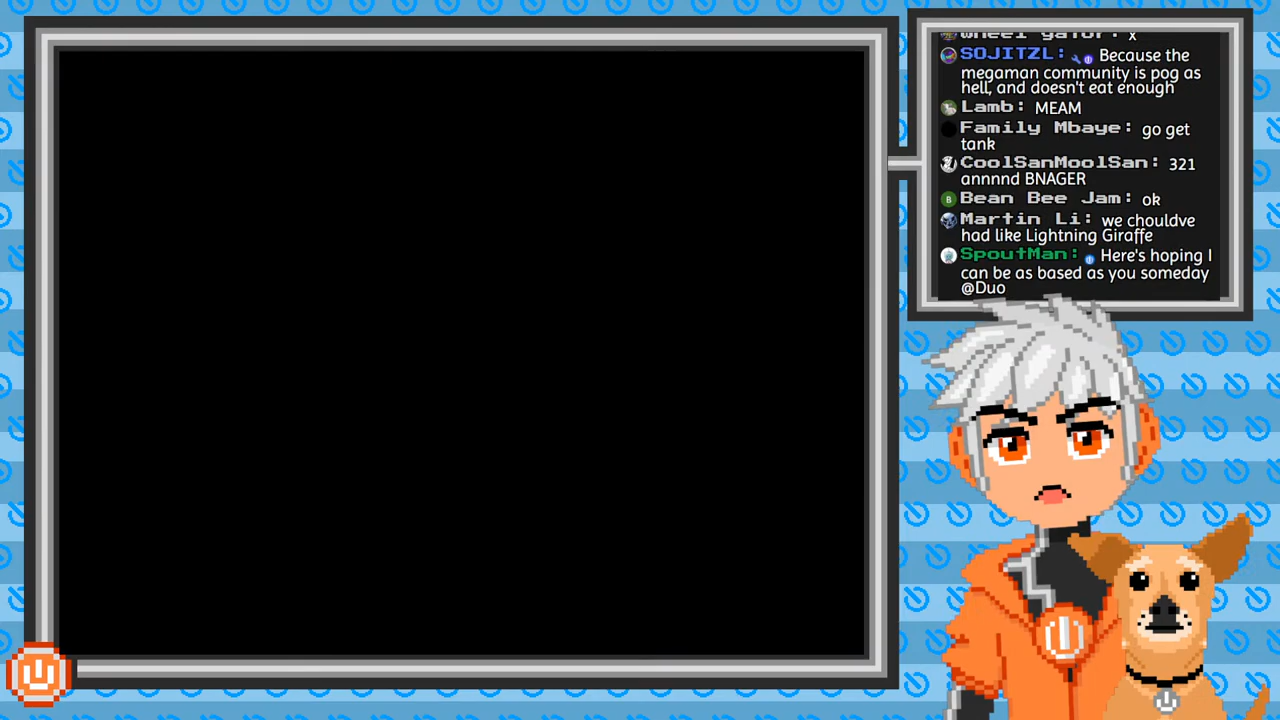 wheel gator: x
SOJITZL: Because the
megaman community is pog as
hell, and doesn't eat enough
Lamb: MEAM
Family Mbaye: go get
tank
CoolSanMoolSan: 321
annnnd BNAGER
Bean Bee Jam: ok
Martin Li: we chouldve
had like Lightning Giraffe
SpoutMan: Here's hoping I
can be as based as you someday
@Duo